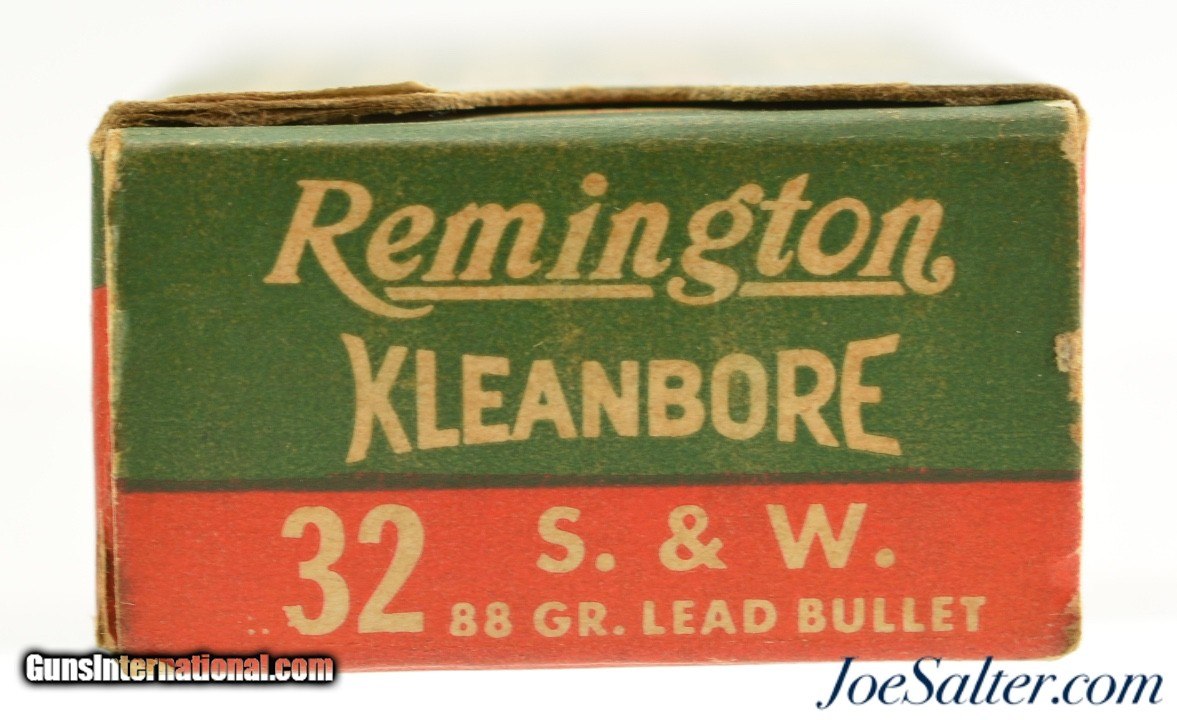 Remington
KLEANBORE
32 S. & W.
88 GR. LEAD BULLET
GunsInternational.com
JoeSalter.com